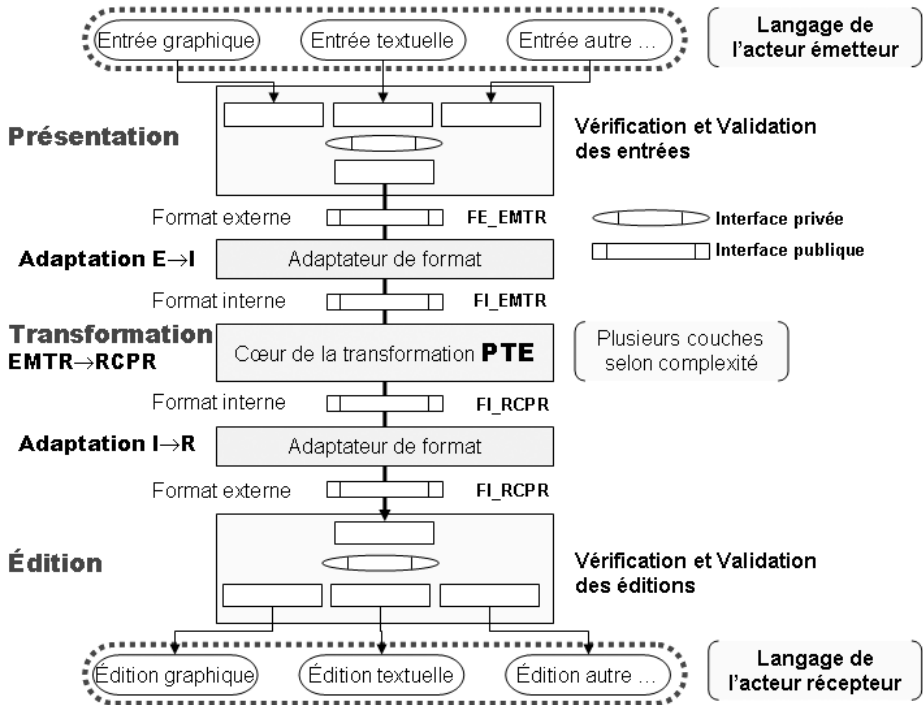 Entrée graphique
Entrée textuelle
Entrée autre ...
Langage de
l'acteur émetteur
Présentation
Vérification et Validation
des entrées
Format externe
FE_EMTR
Interface privée
Interface publique
Adaptation E→I
Adaptateur de format
Format interne
FI_EMTR
Transformation
EMTR→RCPR
Cœur de la transformation PTE
Plusieurs couches
selon complexité
Format interne
FI_RCPR
Adaptation I→R
Adaptateur de format
Format externe
FI_RCPR
Édition
Vérification et Validation
des éditions
Édition graphique
Édition textuelle
Édition autre ...
Langage de
l'acteur récepteur